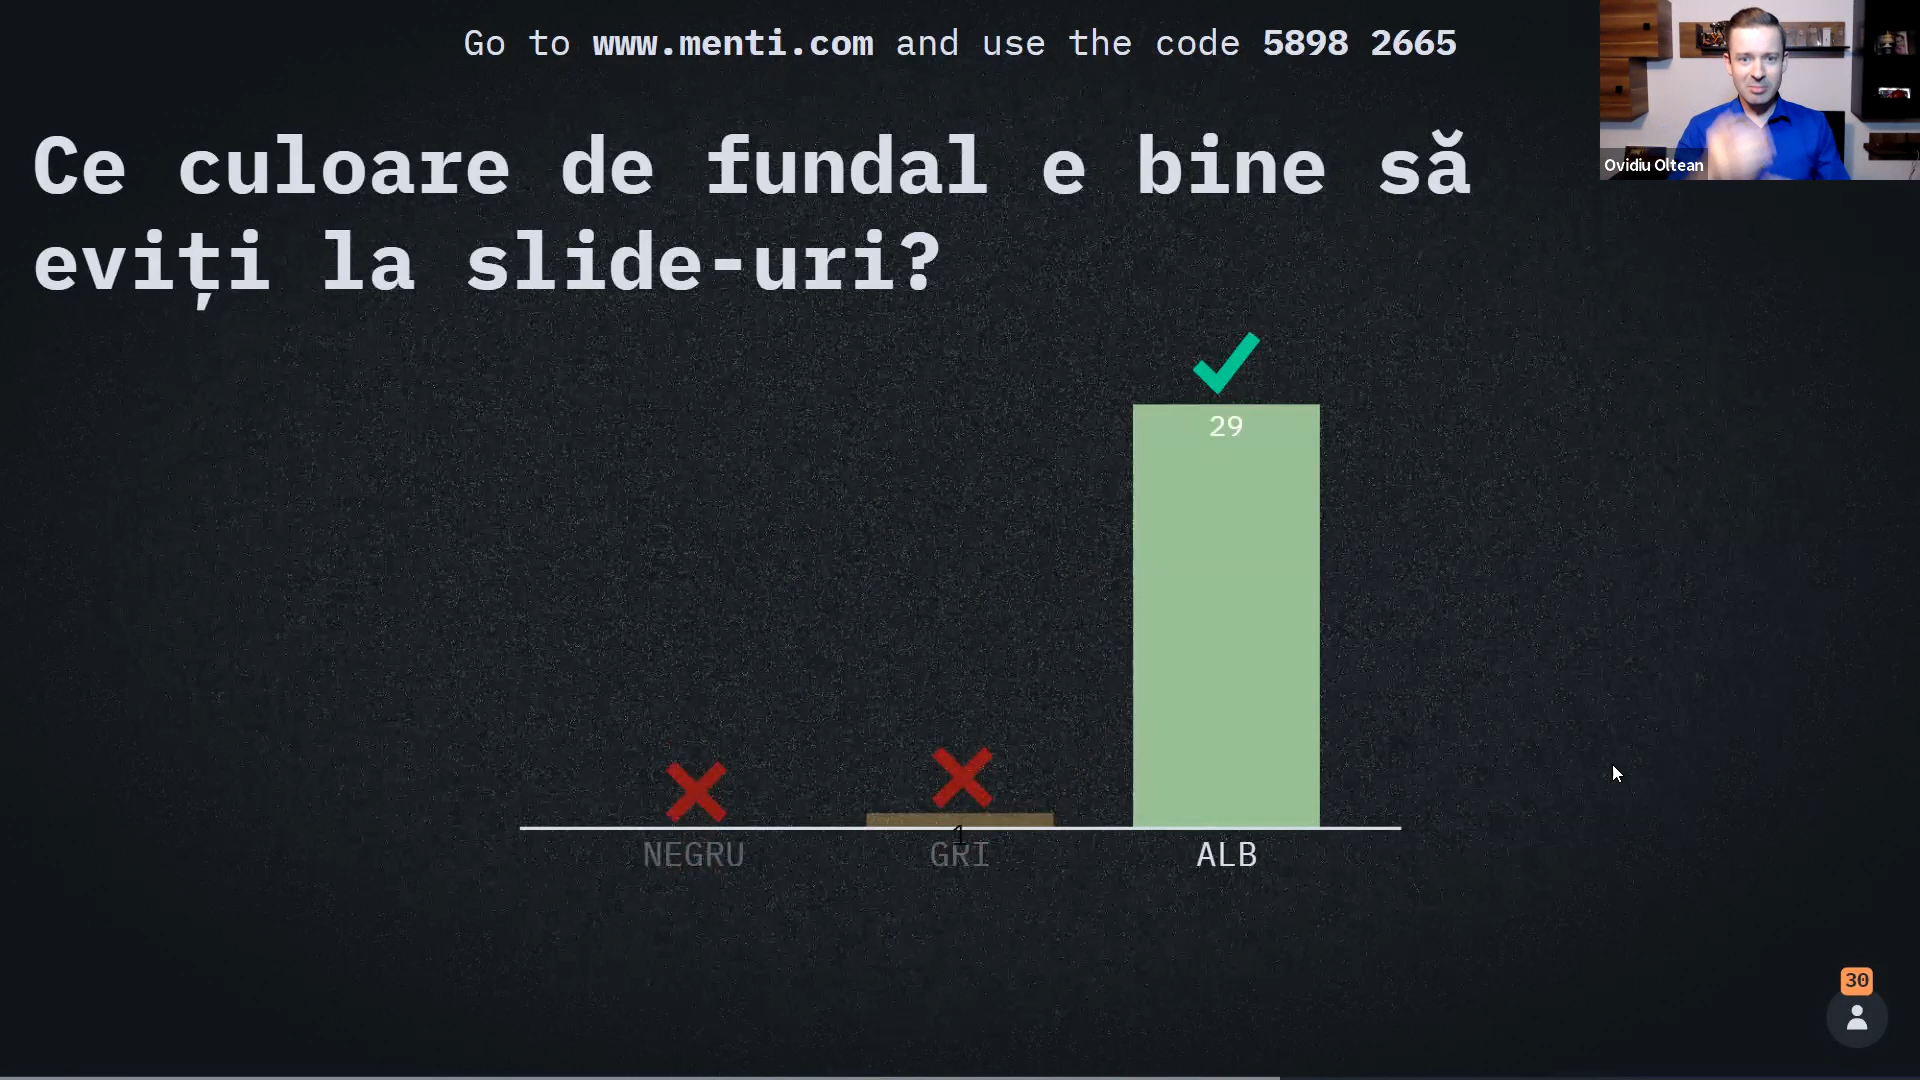 Go to www.menti.com and use the code 5898 2665
Ovidiu Oltean
Ce culoare de fundal e bine să
eviți la slide-uri?
29
1
NEGRU
GRI
ALB
30